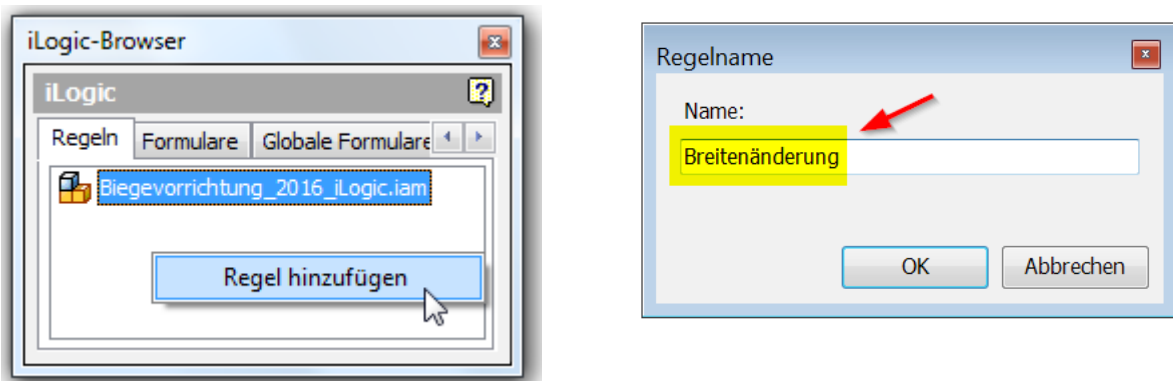 iLogic-Browser
iLogic
Regeln Formulare Globale Formulare
Biegevorrichtung_2016_iLogic.iam
Regel hinzufügen
Regelname
Name:
Breitenänderung
OK Abbrechen